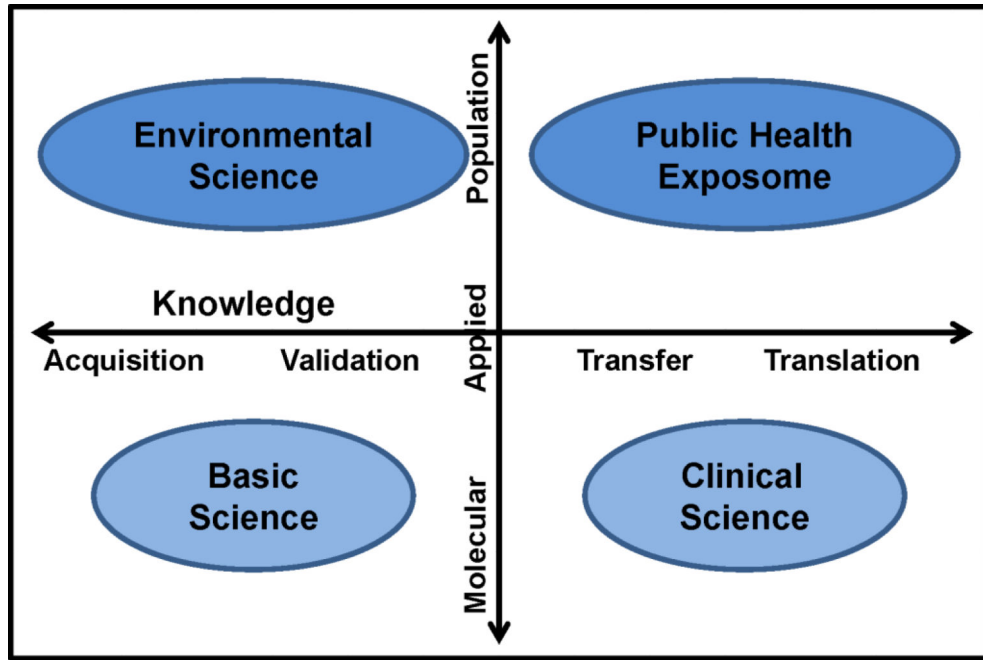 Population
Environmental
Science
Public Health
Exposome
Knowledge
Applied
Acquisition
Validation
Transfer
Translation
Basic
Science
Clinical
Science
Molecular